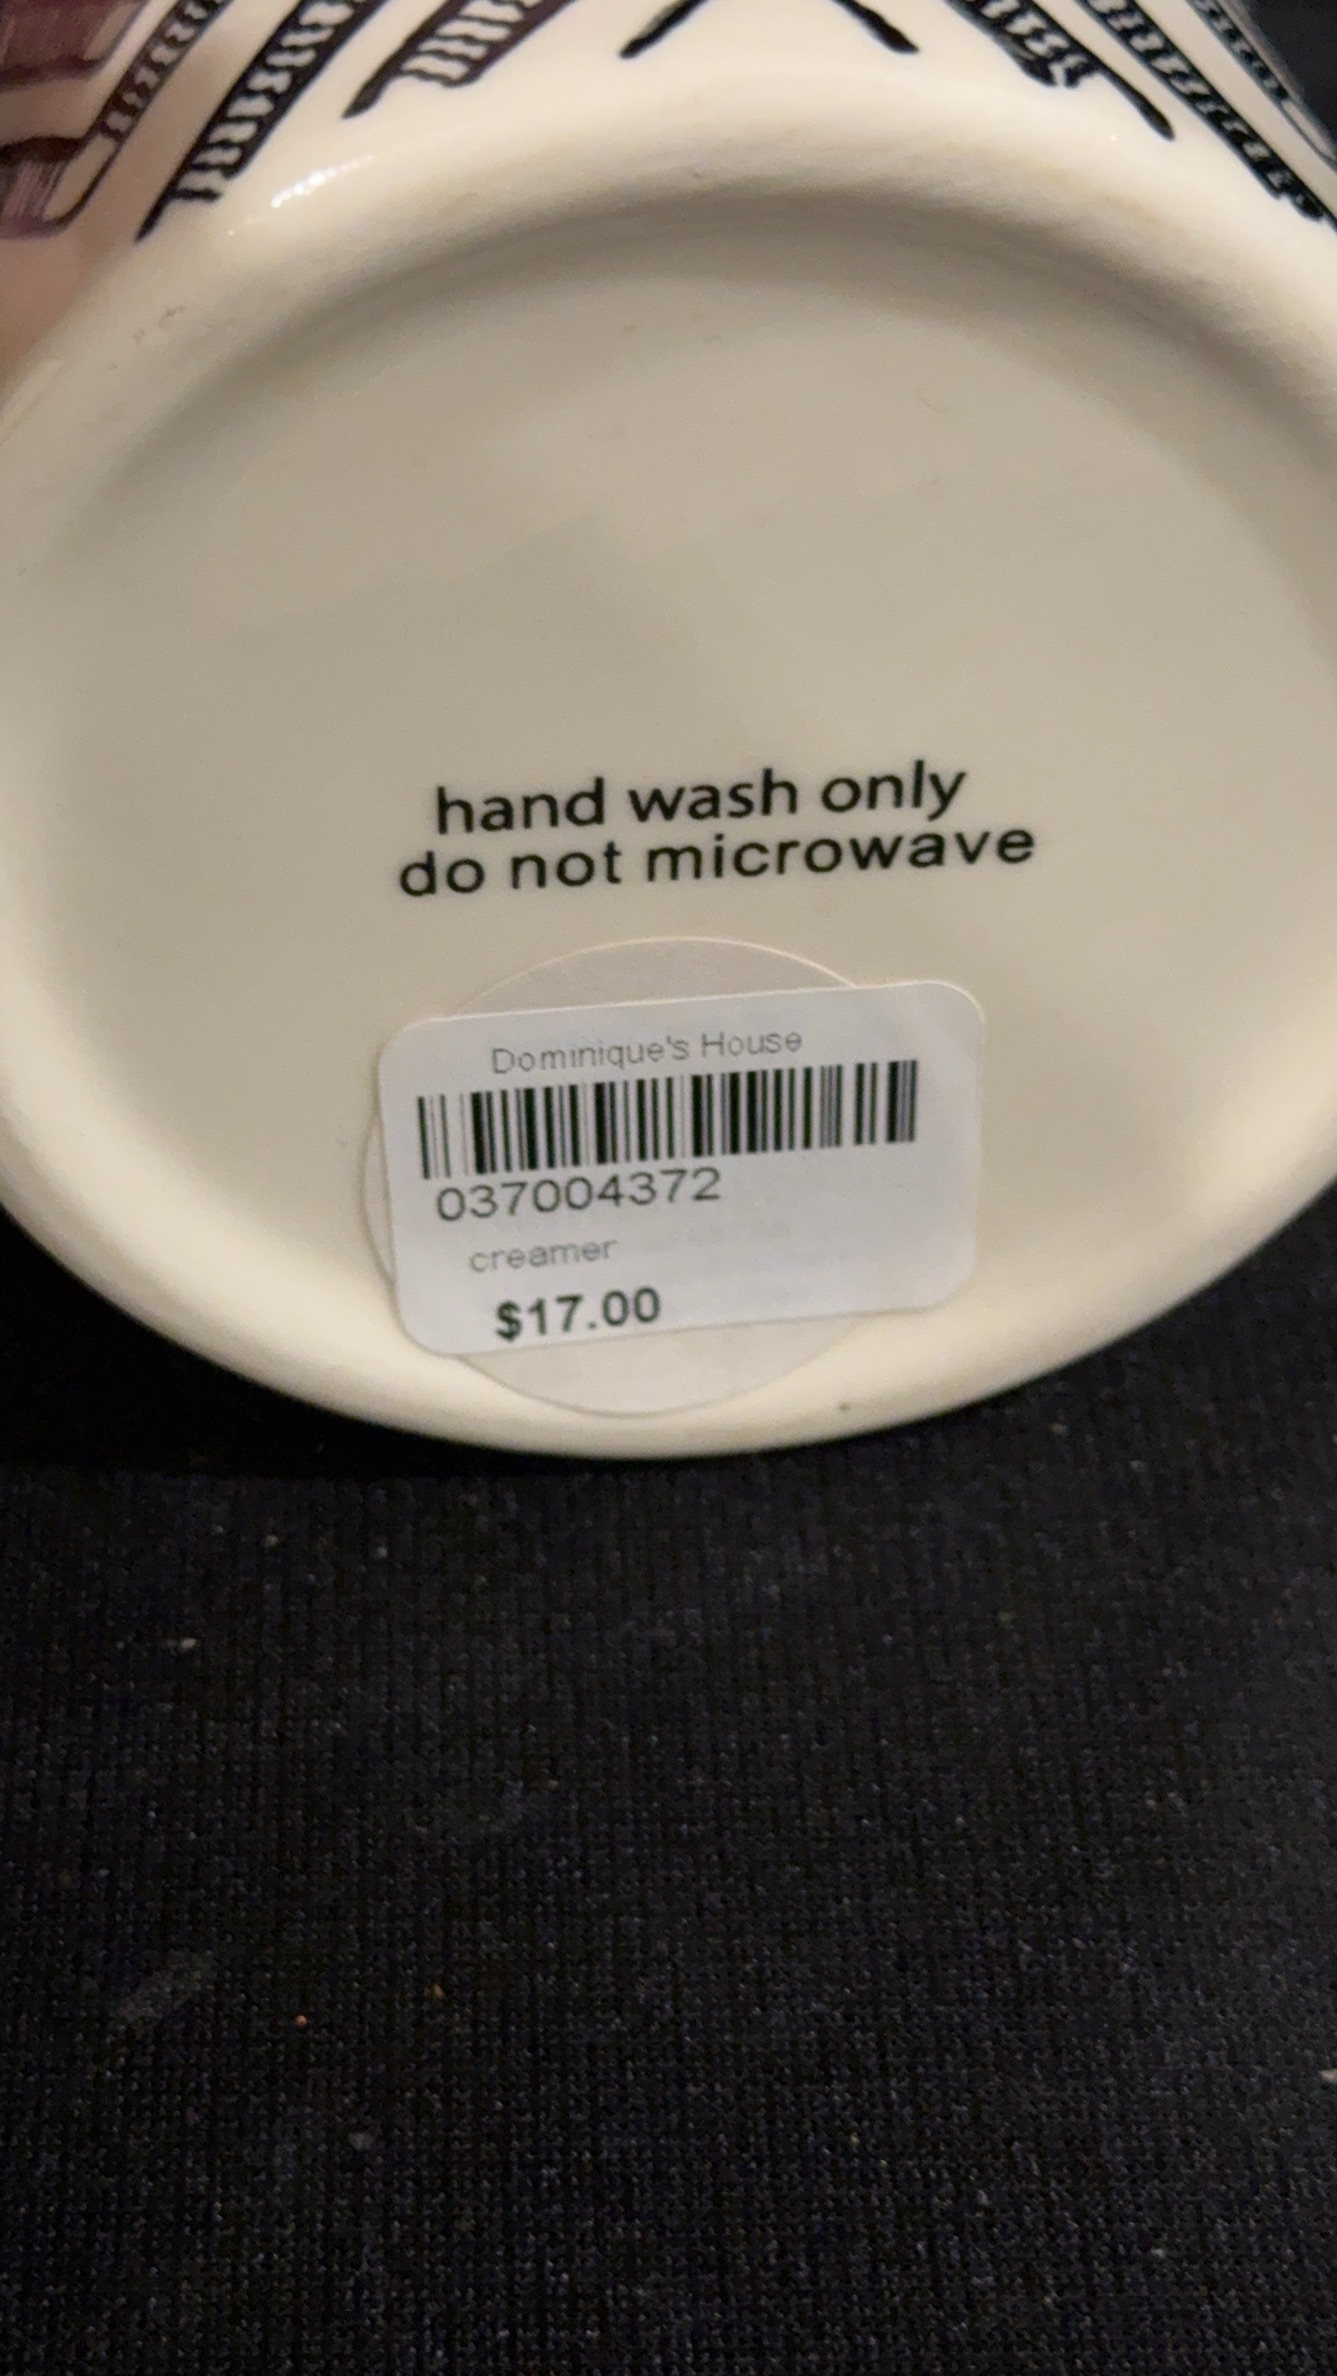 hand wash only
do not microwave
Dominique's House
037004372
creamer
$17.00